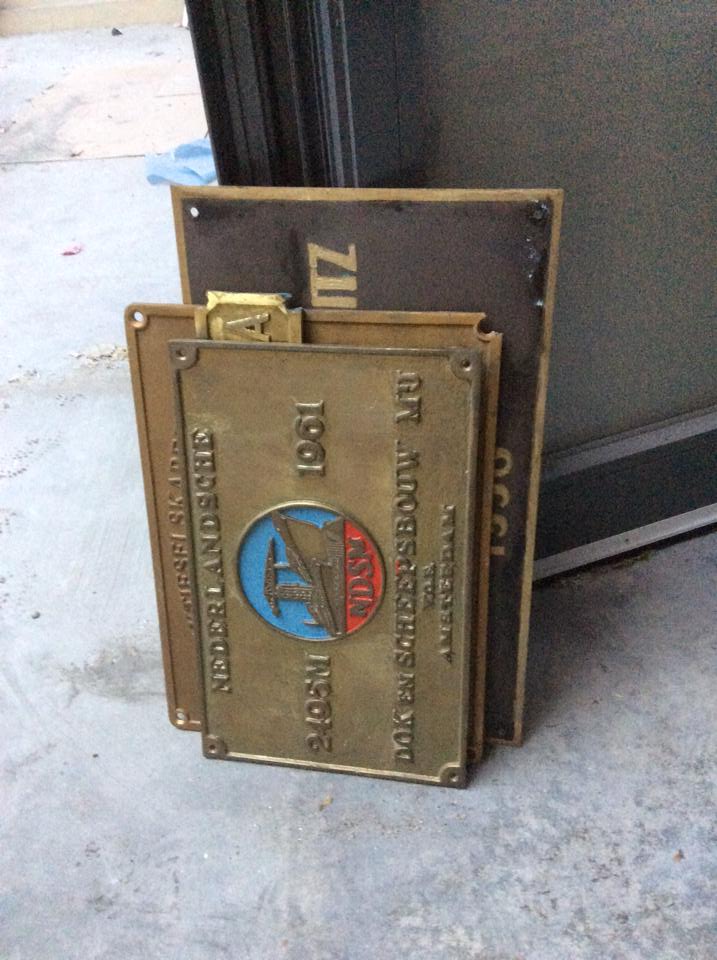 NEDERLANDSCHE
2495M 1961
NDSM
DOK EN SCHEEPSBOUW MIJ
V.O.F.
AMSTERDAM
A